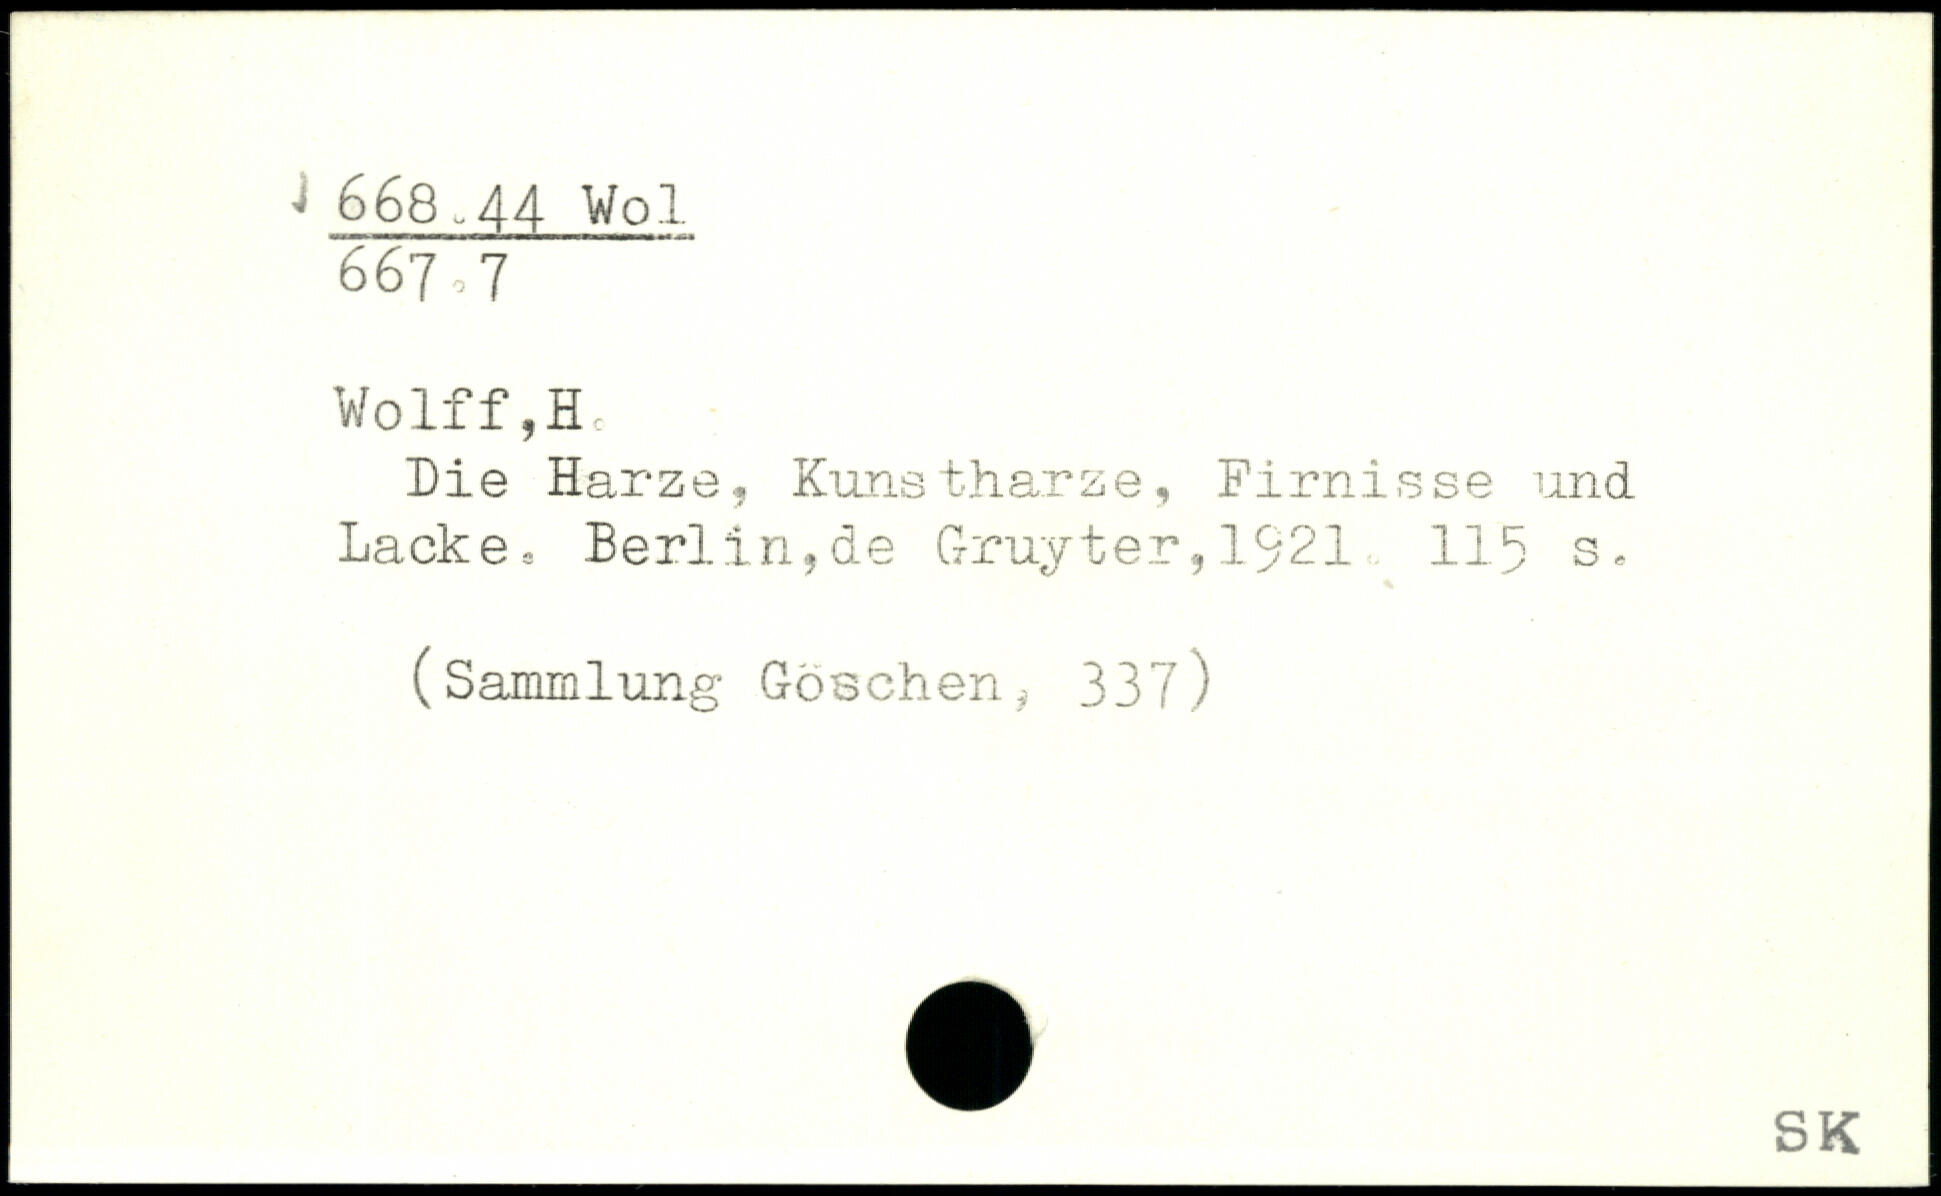 668.44 Wol
667.7
Wolff,H.
Die Harze, Kunstharze, Firnisse und
Lacke. Berlin,de Gruyter,1921. 115 s.
(Sammlung Göschen, 337)
SK